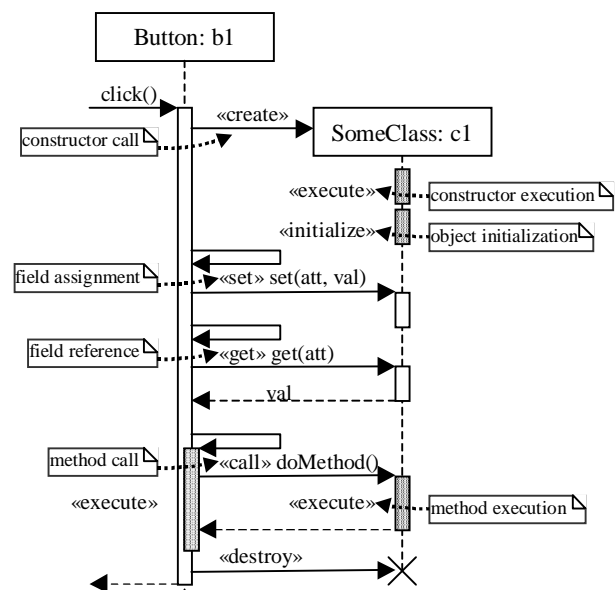 Button: b1
click()
«create»
SomeClass: c1
constructor call
«execute»
constructor execution
«initialize»
object initialization
field assignment
«set» set(att, val)
field reference
«get» get(att)
val
method call
«call» doMethod()
«execute»
«execute»
method execution
«destroy»